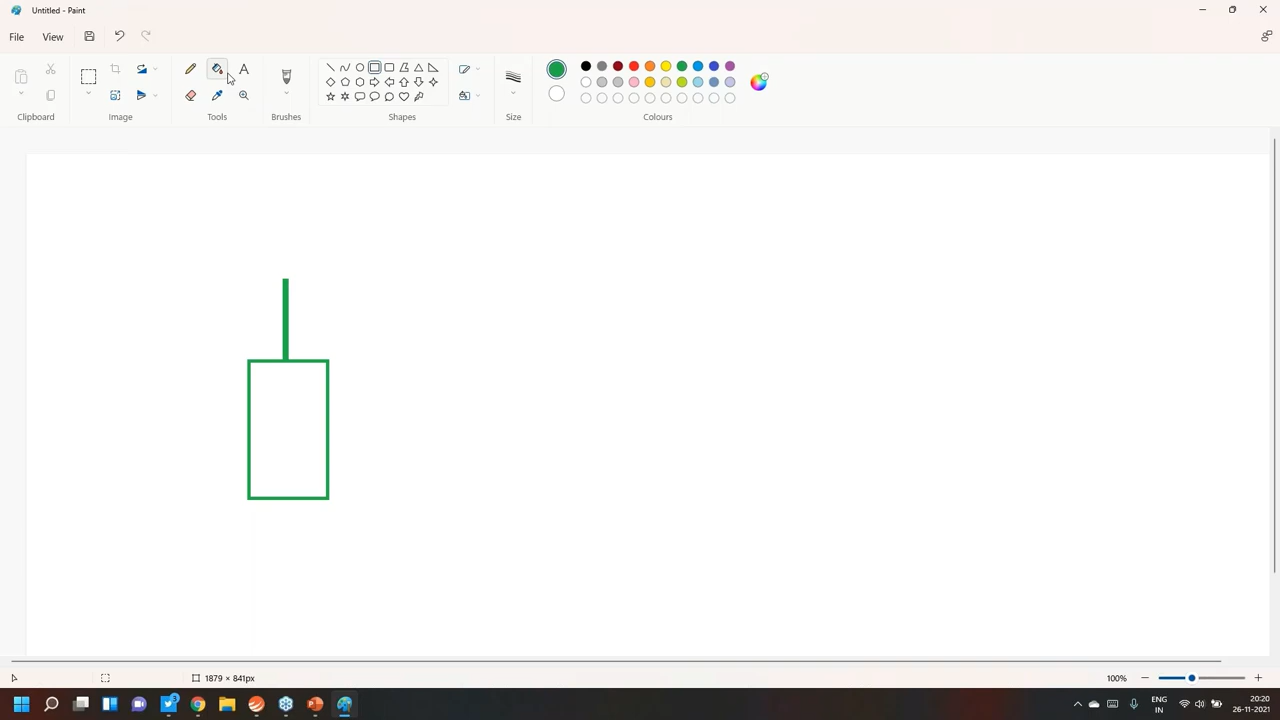 Untitled - Paint
File View
Clipboard Image Tools Brushes Shapes Size Colours
1879 × 841px
100%
ENG
IN
20:20
26-11-2021
3